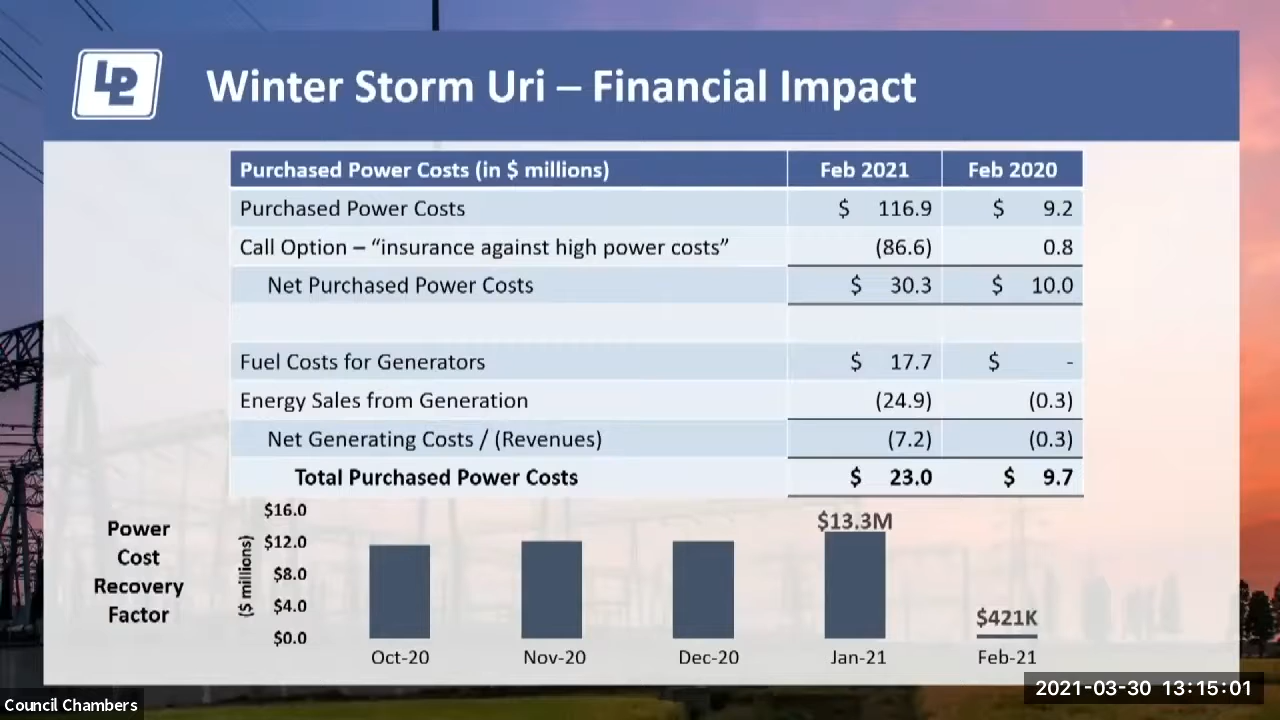 LP
Winter Storm Uri – Financial Impact
Purchased Power Costs (in $ millions) Feb 2021 Feb 2020
Purchased Power Costs $ 116.9 $ 9.2
Call Option – “insurance against high power costs” (86.6) 0.8
Net Purchased Power Costs $ 30.3 $ 10.0
Fuel Costs for Generators $ 17.7 $ -
Energy Sales from Generation (24.9) (0.3)
Net Generating Costs / (Revenues) (7.2) (0.3)
Total Purchased Power Costs $ 23.0 $ 9.7
Power
Cost
Recovery
Factor
($ millions)
$16.0
$12.0
$8.0
$4.0
$0.0
$13.3M
$421K
Oct-20 Nov-20 Dec-20 Jan-21 Feb-21
2021-03-30 13:15:01
Council Chambers